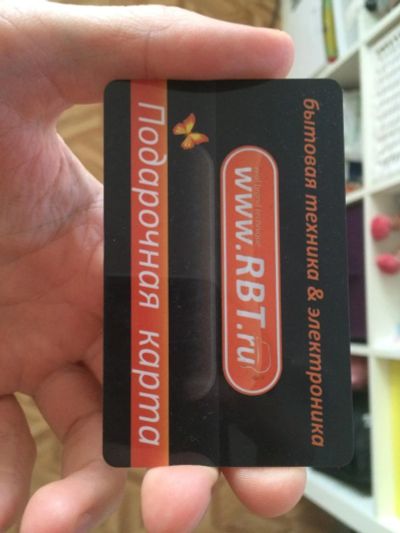 бытовая техника & электроника
www.RBT.ru
Подарочная карта